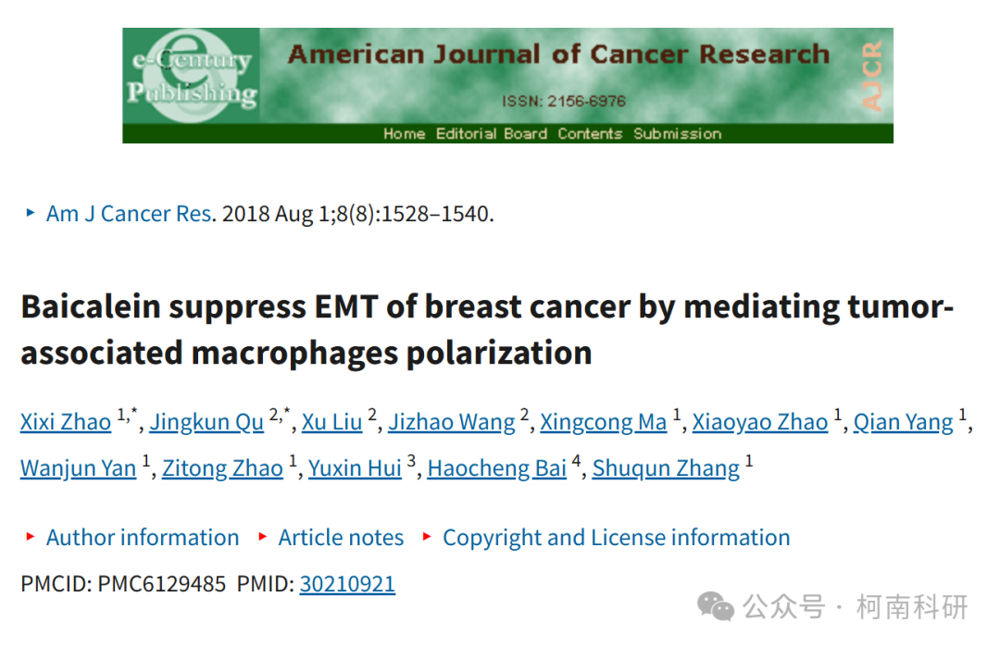 e-Century
Publishing
American Journal of Cancer Research
ISSN: 2156-6976
AJCR
Home Editorial Board Contents Submission
Am J Cancer Res. 2018 Aug 1;8(8):1528–1540.
Baicalein suppress EMT of breast cancer by mediating tumor-
associated macrophages polarization
Xixi Zhao 1,*, Jingkun Qu 2,*, Xu Liu 2, Jizhao Wang 2, Xingcong Ma 1, Xiaoyao Zhao 1, Qian Yang 1,
Wanjun Yan 1, Zitong Zhao 1, Yuxin Hui 3, Haocheng Bai 4, Shuqun Zhang 1
Author information Article notes Copyright and License information
PMCID: PMC6129485 PMID: 30210921
公众号 · 柯南科研